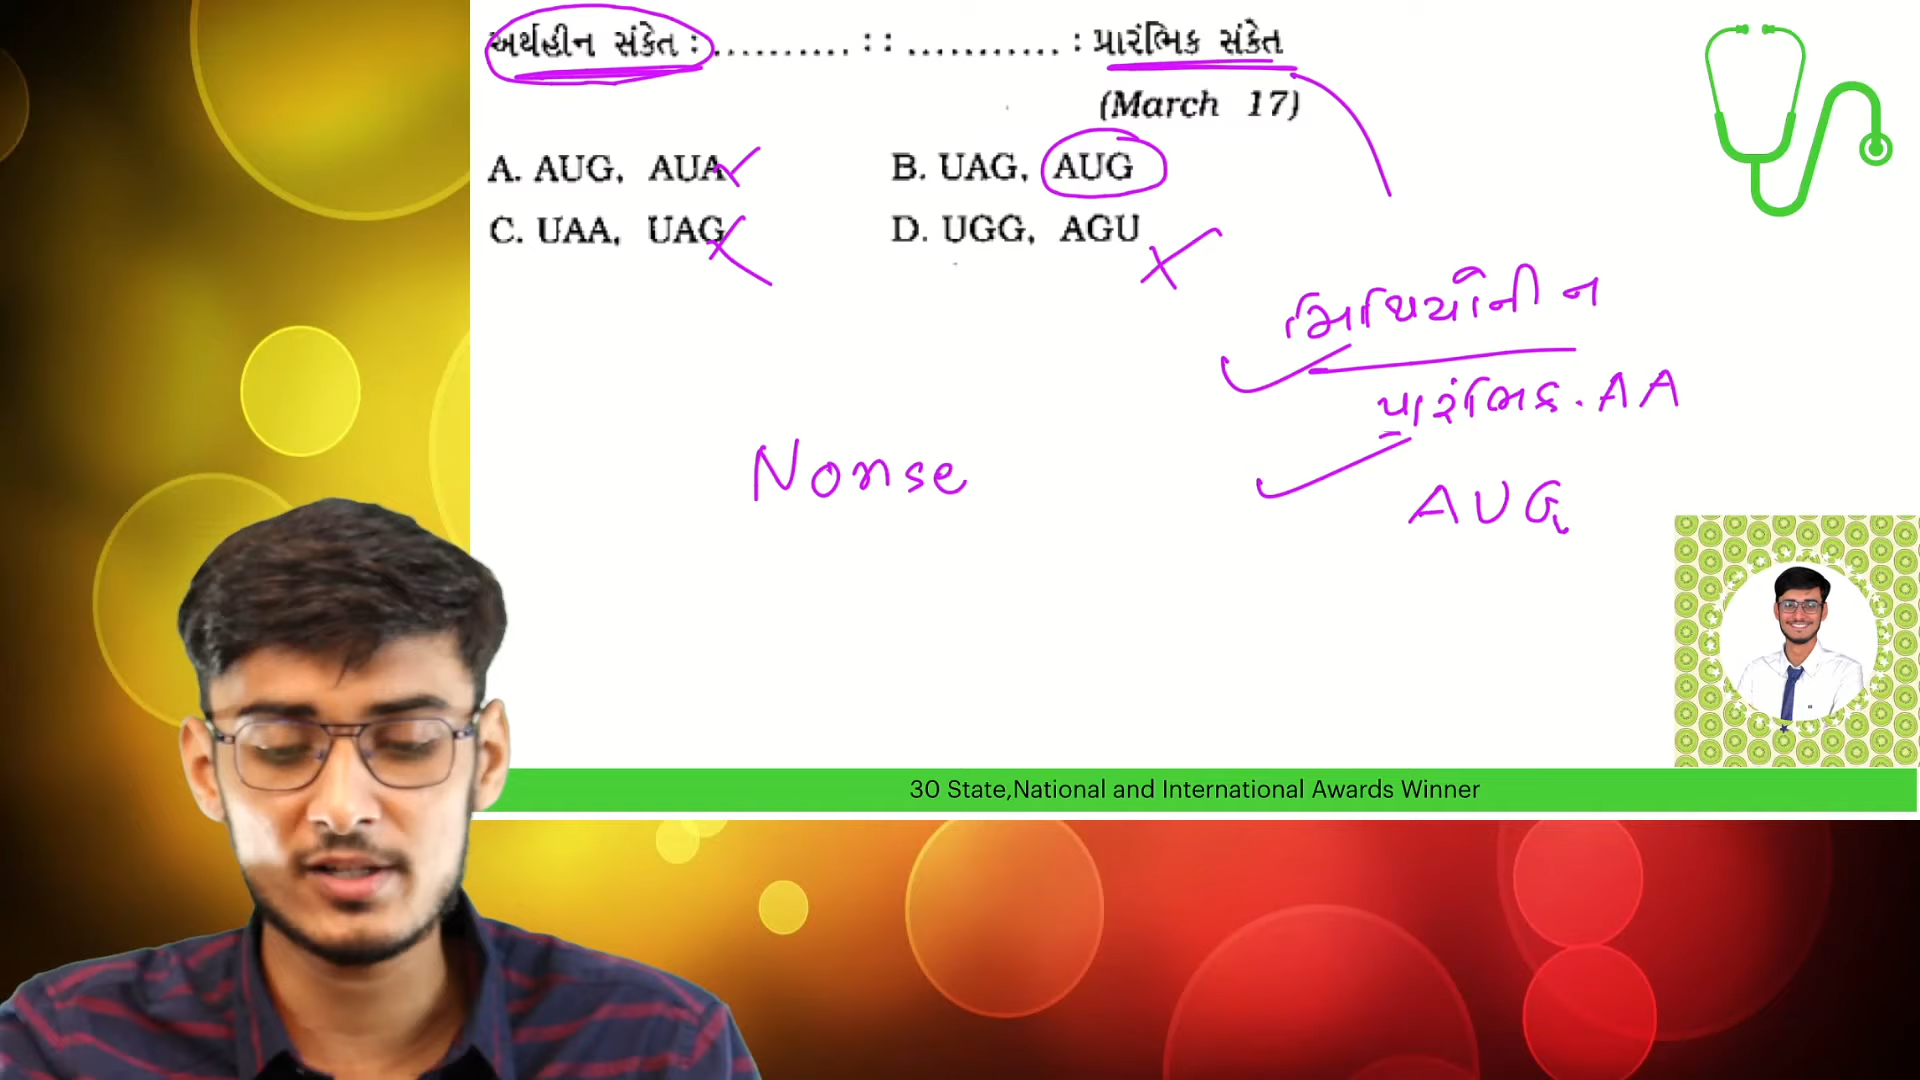 અર્થહીન સંકેત : .......... : : ........... : પ્રારંભિક સંકેત
(March 17)
A. AUG, AUA
B. UAG, AUG
C. UAA, UAG
D. UGG, AGU
મિથિયોનીન
પ્રારંભિક. AA
Nonse
AUG
30 State,National and International Awards Winner